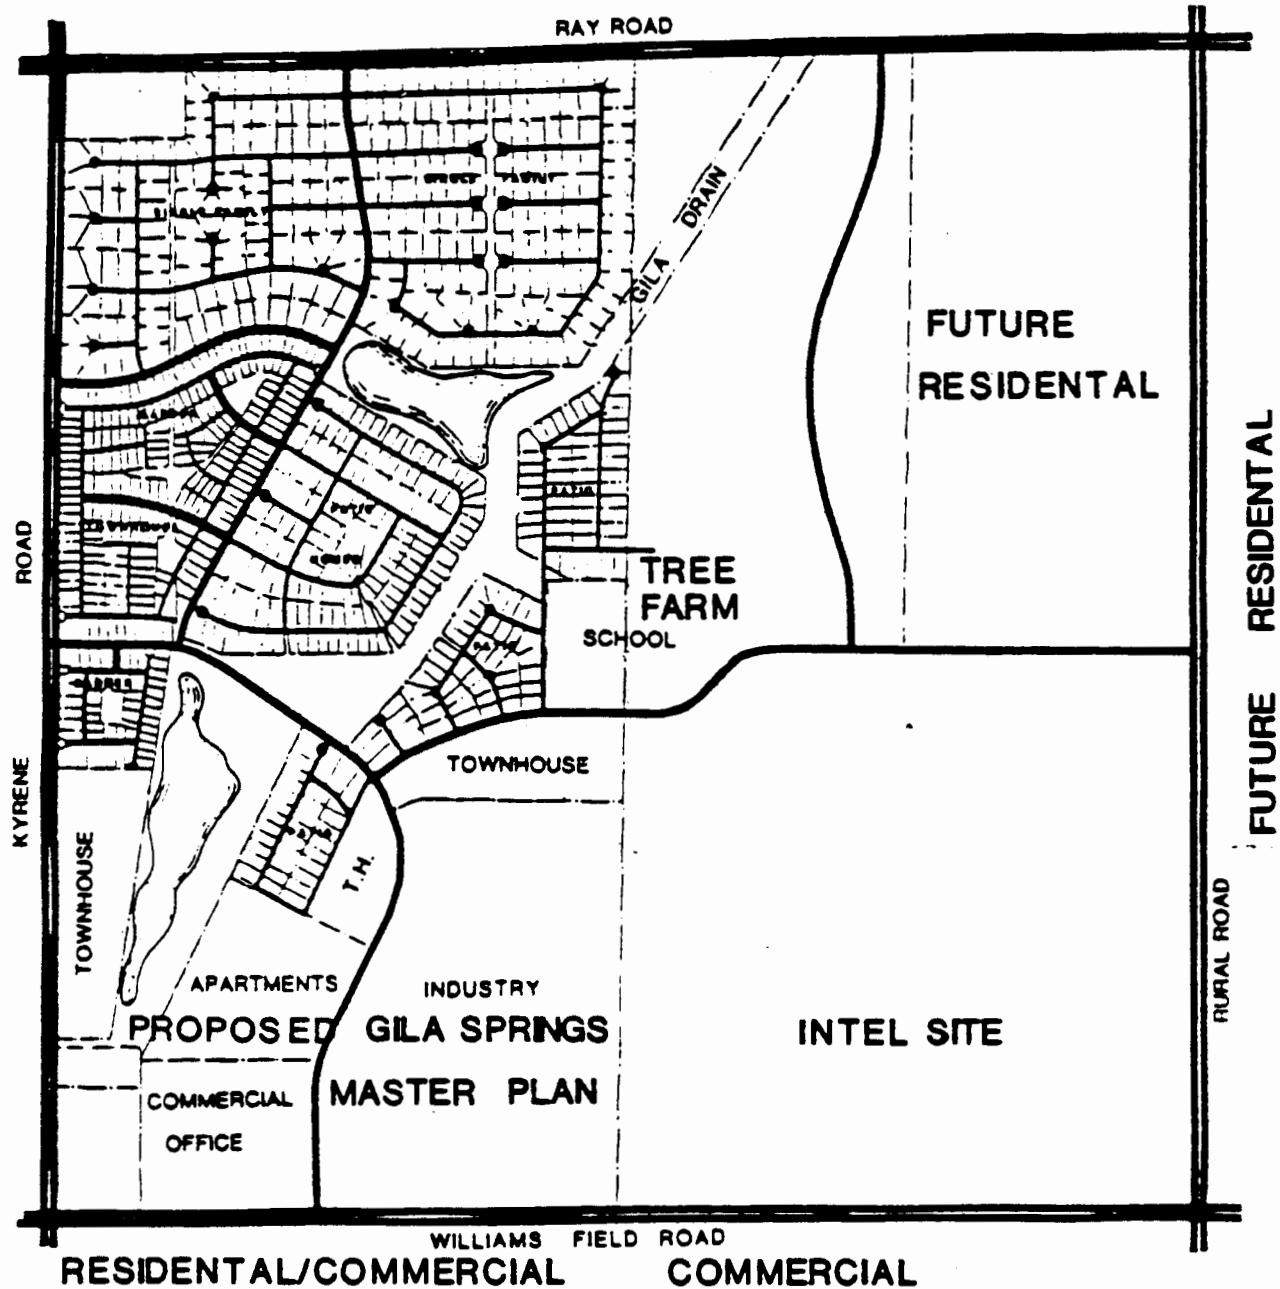 RAY ROAD
GILA DRAIN
FUTURE
RESIDENTAL
PATIO
TREE
FARM
SCHOOL
ROAD
KYRENE
FUTURE RESIDENTAL
TOWNHOUSE
TOWNHOUSE
T.H.
RURAL ROAD
APARTMENTS
INDUSTRY
PROPOSED GILA SPRINGS
MASTER PLAN
INTEL SITE
COMMERCIAL
OFFICE
WILLIAMS FIELD ROAD
RESIDENTAL/COMMERCIAL
COMMERCIAL